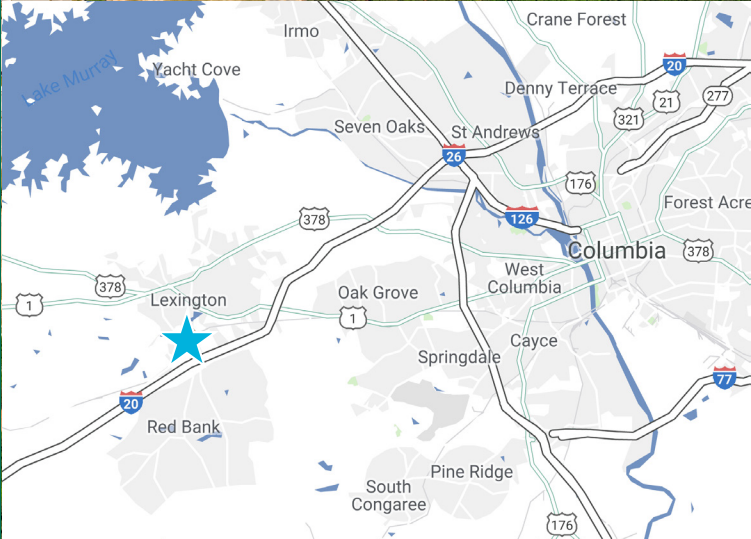 Crane Forest
Irmo
Lake Murray
Yacht Cove
20
Denny Terrace
277
21
321
Seven Oaks
St Andrews
26
176
Forest Acre
378
126
Columbia
378
West
Columbia
378
Lexington
Oak Grove
1
1
Cayce
Springdale
77
20
Red Bank
Pine Ridge
South
Congaree
176